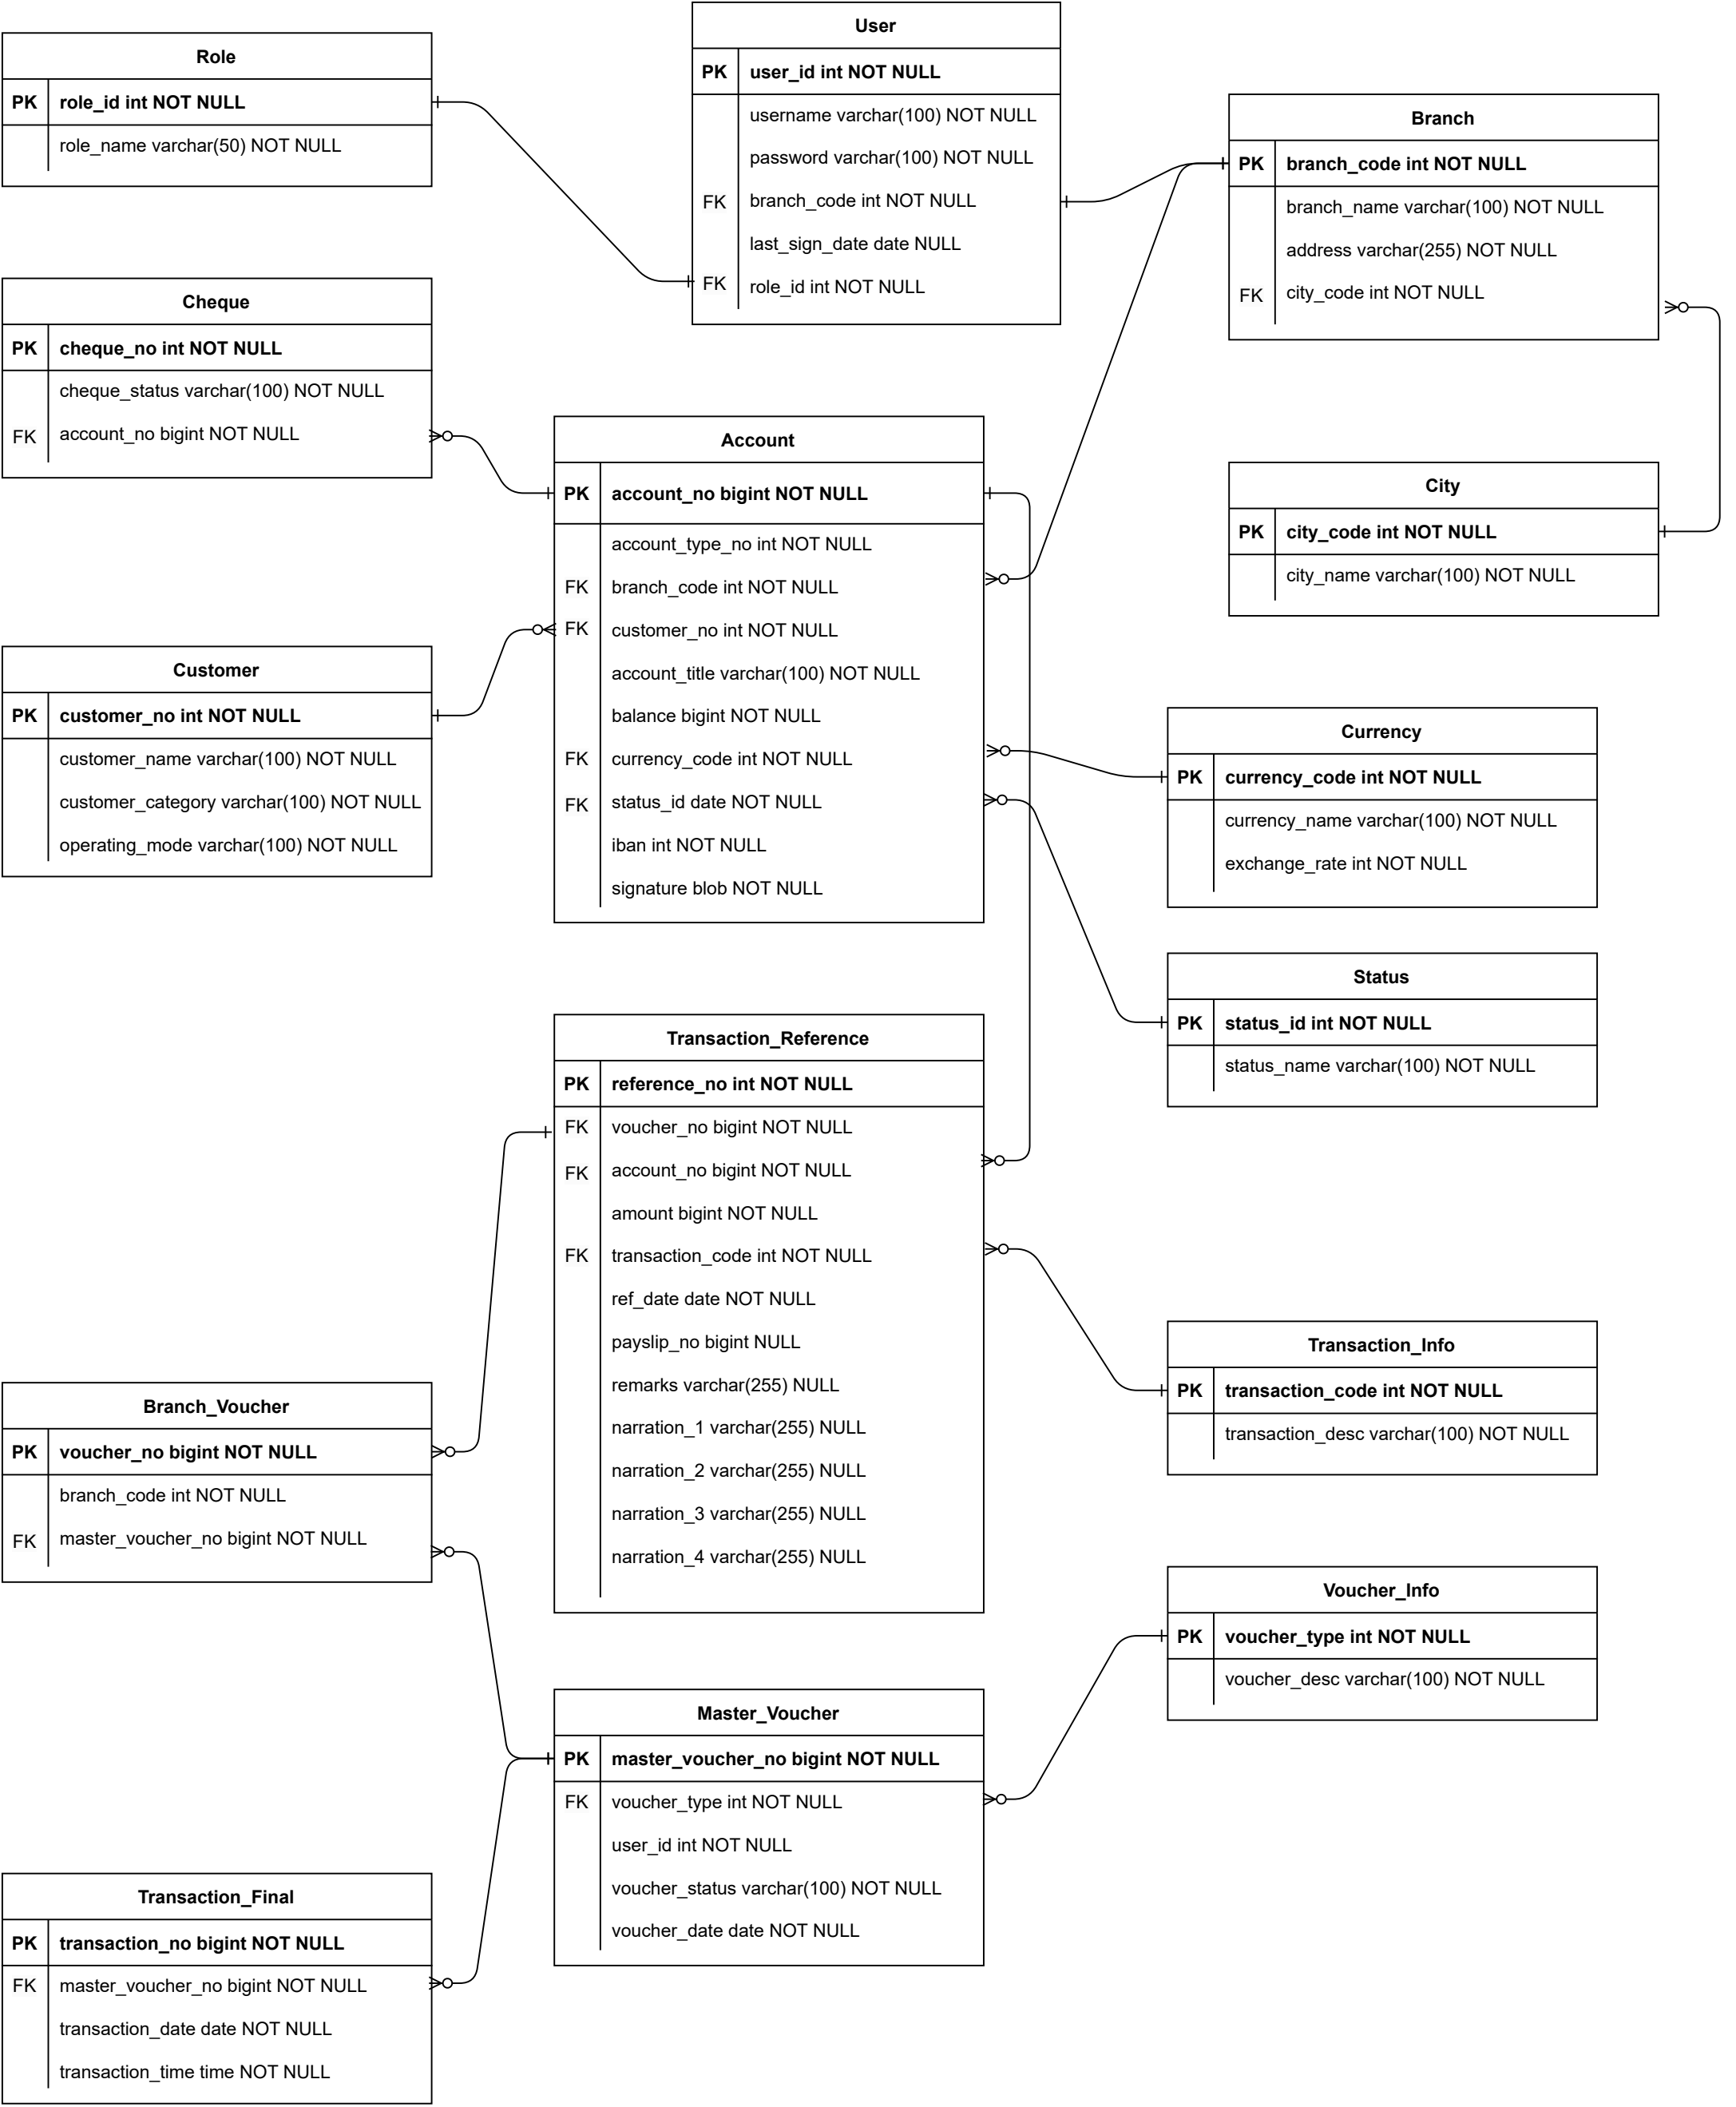 Role
PK role_id int NOT NULL
role_name varchar(50) NOT NULL
User
PK user_id int NOT NULL
username varchar(100) NOT NULL
password varchar(100) NOT NULL
FK branch_code int NOT NULL
last_sign_date date NULL
FK role_id int NOT NULL
Branch
PK branch_code int NOT NULL
branch_name varchar(100) NOT NULL
address varchar(255) NOT NULL
FK city_code int NOT NULL
Cheque
PK cheque_no int NOT NULL
cheque_status varchar(100) NOT NULL
FK account_no bigint NOT NULL
Account
PK account_no bigint NOT NULL
account_type_no int NOT NULL
FK branch_code int NOT NULL
FK customer_no int NOT NULL
account_title varchar(100) NOT NULL
balance bigint NOT NULL
FK currency_code int NOT NULL
FK status_id date NOT NULL
iban int NOT NULL
signature blob NOT NULL
City
PK city_code int NOT NULL
city_name varchar(100) NOT NULL
Customer
PK customer_no int NOT NULL
customer_name varchar(100) NOT NULL
customer_category varchar(100) NOT NULL
operating_mode varchar(100) NOT NULL
Currency
PK currency_code int NOT NULL
currency_name varchar(100) NOT NULL
exchange_rate int NOT NULL
Status
PK status_id int NOT NULL
status_name varchar(100) NOT NULL
Transaction_Reference
PK reference_no int NOT NULL
FK voucher_no bigint NOT NULL
FK account_no bigint NOT NULL
amount bigint NOT NULL
FK transaction_code int NOT NULL
ref_date date NOT NULL
payslip_no bigint NULL
remarks varchar(255) NULL
narration_1 varchar(255) NULL
narration_2 varchar(255) NULL
narration_3 varchar(255) NULL
narration_4 varchar(255) NULL
Transaction_Info
PK transaction_code int NOT NULL
transaction_desc varchar(100) NOT NULL
Branch_Voucher
PK voucher_no bigint NOT NULL
branch_code int NOT NULL
FK master_voucher_no bigint NOT NULL
Voucher_Info
PK voucher_type int NOT NULL
voucher_desc varchar(100) NOT NULL
Master_Voucher
PK master_voucher_no bigint NOT NULL
FK voucher_type int NOT NULL
user_id int NOT NULL
voucher_status varchar(100) NOT NULL
voucher_date date NOT NULL
Transaction_Final
PK transaction_no bigint NOT NULL
FK master_voucher_no bigint NOT NULL
transaction_date date NOT NULL
transaction_time time NOT NULL